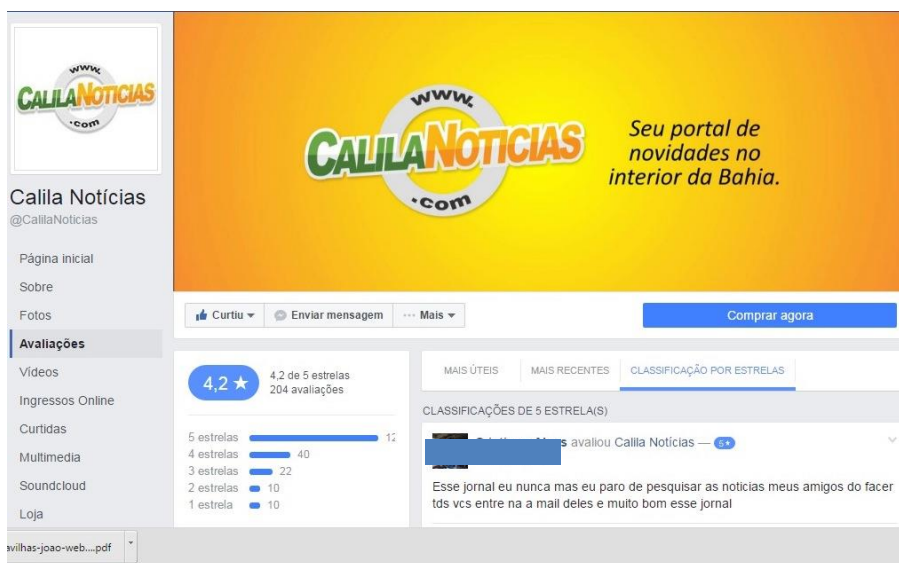 www.
CALILANOTICIAS
.com
Calila Notícias
@CalilaNoticias
Página inicial
Sobre
Fotos
Avaliações
Vídeos
Ingressos Online
Curtidas
Multimedia
Soundcloud
Loja
www.
CALILANOTICIAS
.com
Seu portal de
novidades no
interior da Bahia.
Curtiu
Enviar mensagem
Mais
Comprar agora
4,2 ★
4,2 de 5 estrelas
204 avaliações
5 estrelas 12
4 estrelas 40
3 estrelas 22
2 estrelas 10
1 estrela 10
MAIS ÚTEIS MAIS RECENTES CLASSIFICAÇÃO POR ESTRELAS
CLASSIFICAÇÕES DE 5 ESTRELA(S)
avaliou Calila Notícias — 5★
Esse jornal eu nunca mas eu paro de pesquisar as noticias meus amigos do facer
tds vcs entre na a mail deles e muito bom esse jornal
avilhas-joao-web....pdf